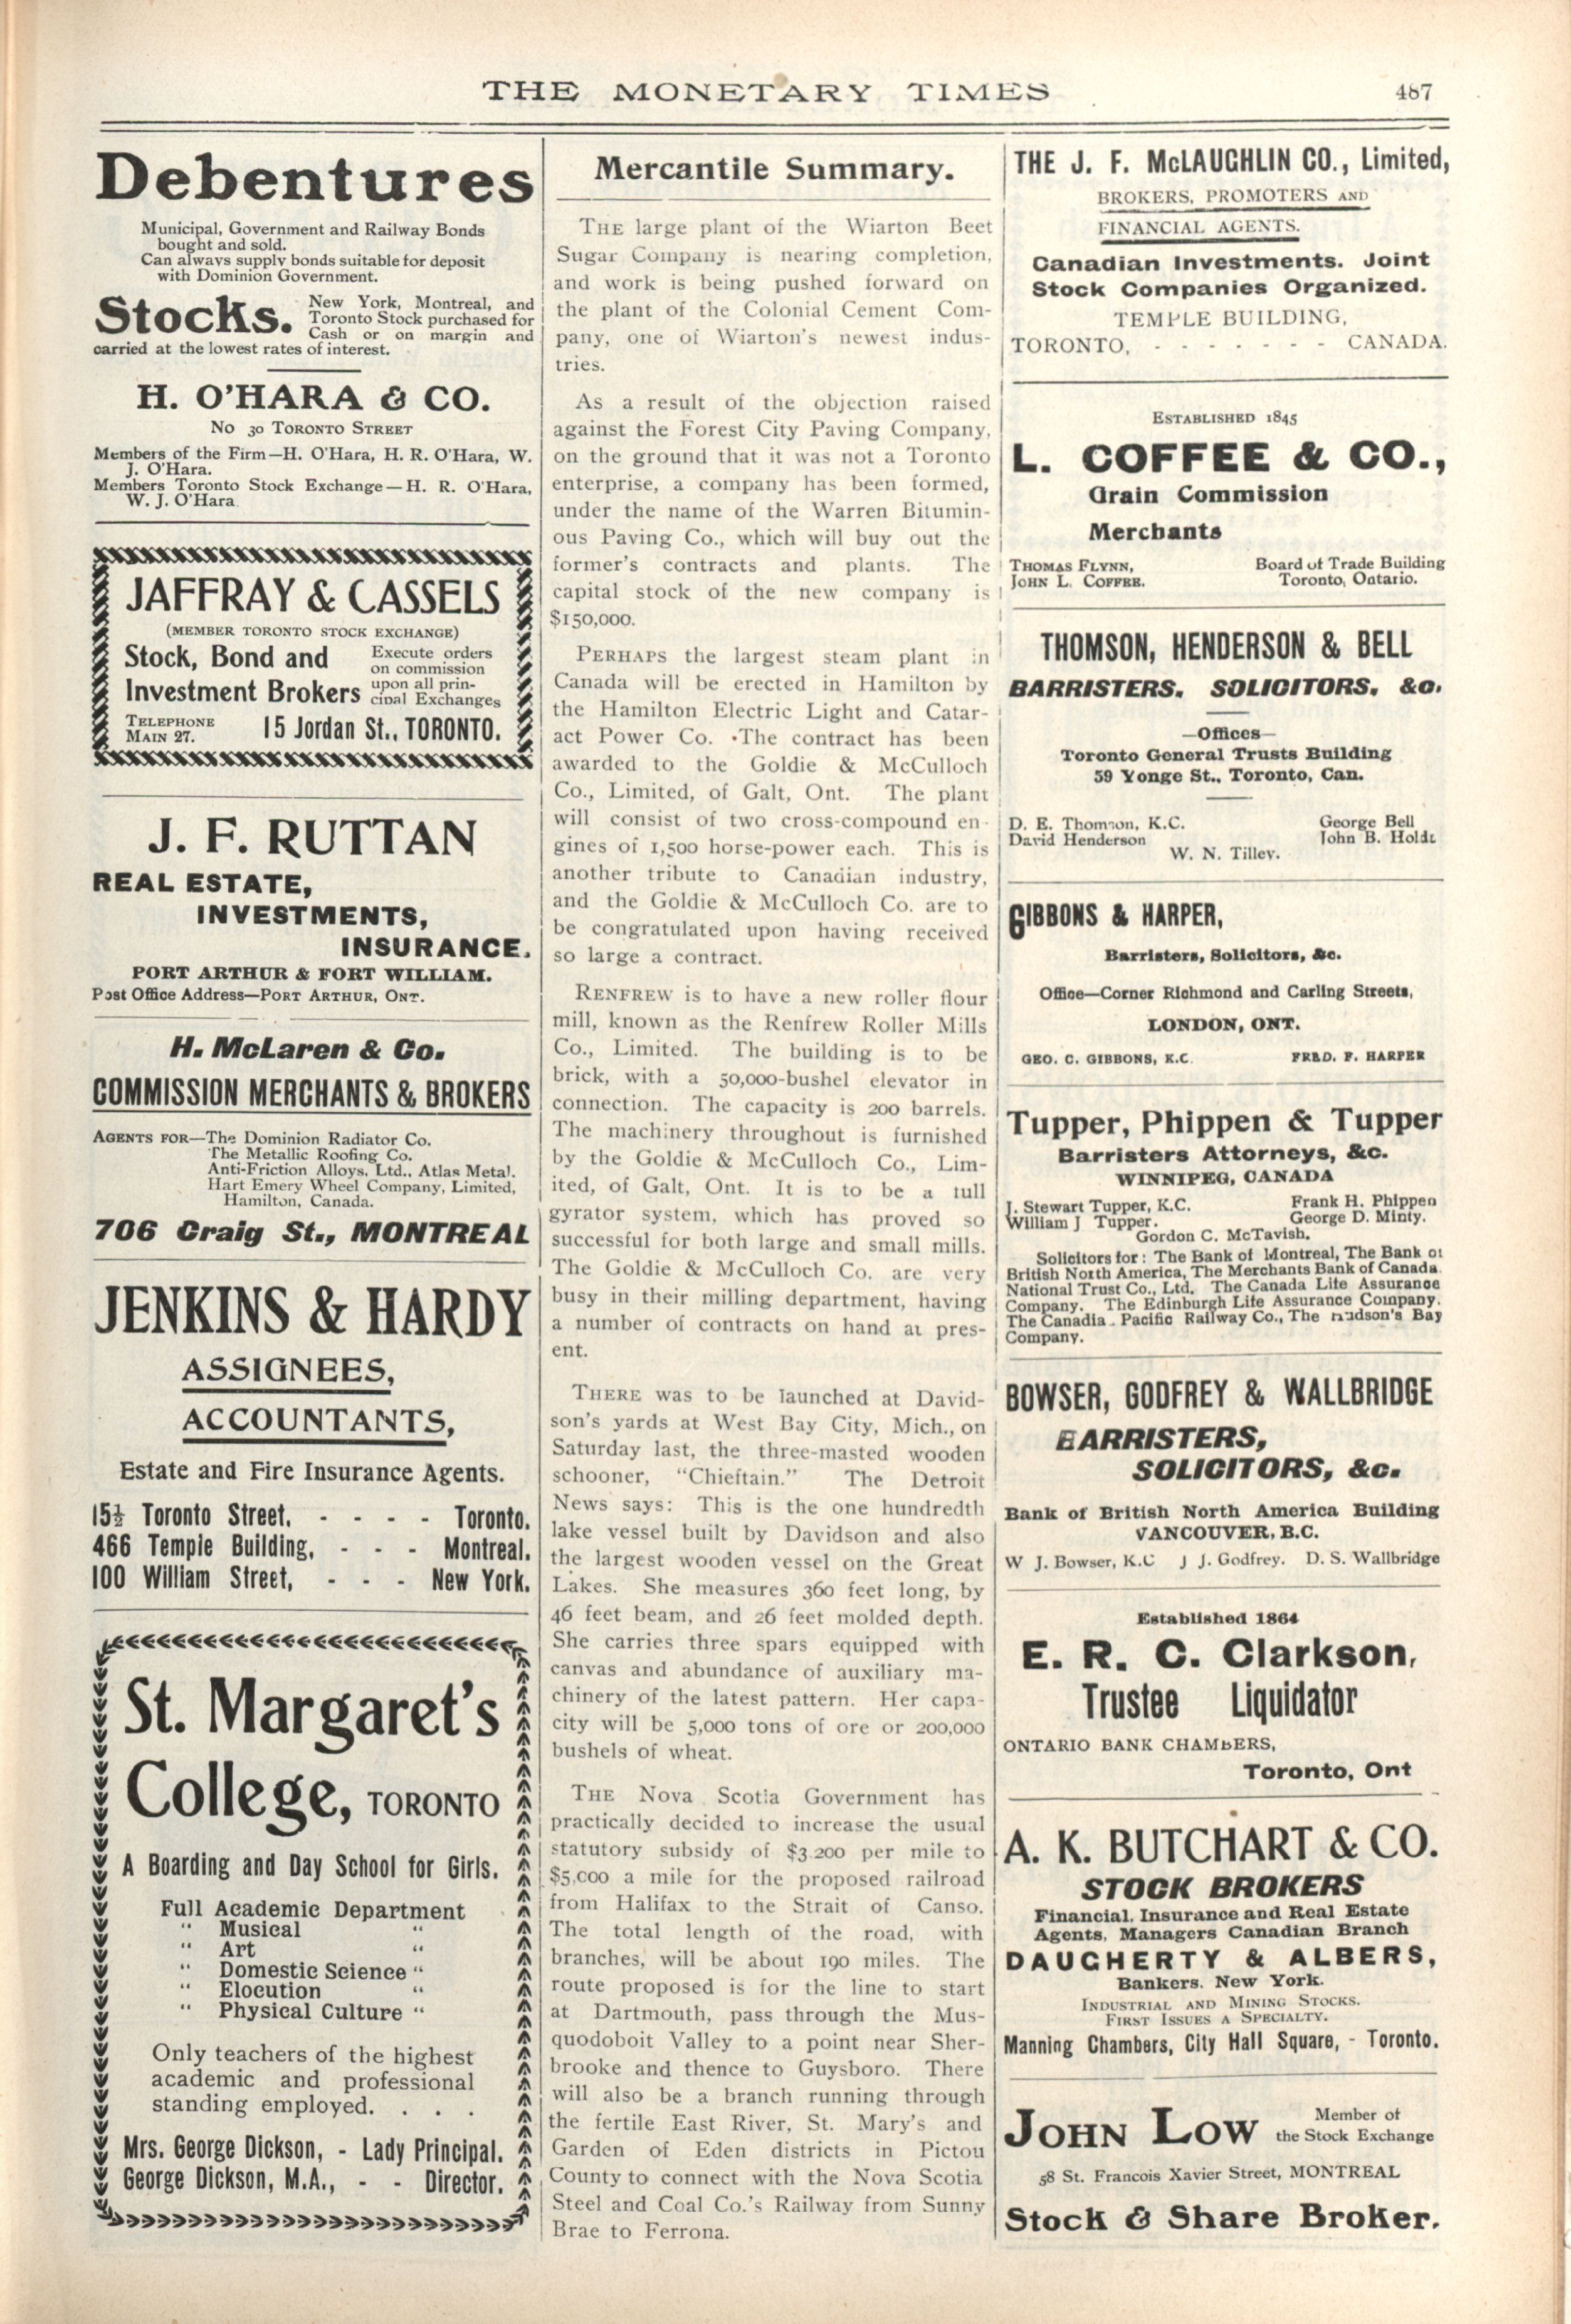 THE MONETARY TIMES
487
Debentures
Municipal, Government and Railway Bonds
bought and sold.
Can always supply bonds suitable for deposit
with Dominion Government.
Stocks.
New York, Montreal, and
Toronto Stock purchased for
Cash or on margin and
carried at the lowest rates of interest.
H. O'HARA & CO.
No 30 TORONTO STREET
Members of the Firm—H. O'Hara, H. R. O'Hara, W.
J. O'Hara.
Members Toronto Stock Exchange—H. R. O'Hara,
W. J. O'Hara
JAFFRAY & CASSELS
(MEMBER TORONTO STOCK EXCHANGE)
Stock, Bond and
Investment Brokers
Execute orders
on commission
upon all prin-
cipal Exchanges
TELEPHONE
MAIN 27.
15 Jordan St., TORONTO.
J. F. RUTTAN
REAL ESTATE,
INVESTMENTS,
INSURANCE.
PORT ARTHUR & FORT WILLIAM.
Post Office Address—PORT ARTHUR, ONT.
H. McLaren & Co.
COMMISSION MERCHANTS & BROKERS
AGENTS FOR—The Dominion Radiator Co.
The Metallic Roofing Co.
Anti-Friction Alloys, Ltd., Atlas Metal.
Hart Emery Wheel Company, Limited,
Hamilton, Canada.
706 Craig St., MONTREAL
JENKINS & HARDY
ASSIGNEES,
ACCOUNTANTS,
Estate and Fire Insurance Agents.
15½ Toronto Street, - - - - Toronto.
466 Temple Building, - - - Montreal.
100 William Street, - - - New York.
St. Margaret's
College, TORONTO
A Boarding and Day School for Girls.
Full Academic Department
" Musical "
" Art "
" Domestic Science "
" Elocution "
" Physical Culture "
Only teachers of the highest
academic and professional
standing employed. . . .
Mrs. George Dickson, - Lady Principal.
George Dickson, M.A., - - Director.
Mercantile Summary.
THE large plant of the Wiarton Beet
Sugar Company is nearing completion,
and work is being pushed forward on
the plant of the Colonial Cement Com-
pany, one of Wiarton's newest indus-
tries.
As a result of the objection raised
against the Forest City Paving Company,
on the ground that it was not a Toronto
enterprise, a company has been formed,
under the name of the Warren Bitumin-
ous Paving Co., which will buy out the
former's contracts and plants. The
capital stock of the new company is
$150,000.
PERHAPS the largest steam plant in
Canada will be erected in Hamilton by
the Hamilton Electric Light and Catar-
act Power Co. The contract has been
awarded to the Goldie & McCulloch
Co., Limited, of Galt, Ont. The plant
will consist of two cross-compound en-
gines of 1,500 horse-power each. This is
another tribute to Canadian industry,
and the Goldie & McCulloch Co. are to
be congratulated upon having received
so large a contract.
RENFREW is to have a new roller flour
mill, known as the Renfrew Roller Mills
Co., Limited. The building is to be
brick, with a 50,000-bushel elevator in
connection. The capacity is 200 barrels.
The machinery throughout is furnished
by the Goldie & McCulloch Co., Lim-
ited, of Galt, Ont. It is to be a full
gyrator system, which has proved so
successful for both large and small mills.
The Goldie & McCulloch Co. are very
busy in their milling department, having
a number of contracts on hand at pres-
ent.
THERE was to be launched at David-
son's yards at West Bay City, Mich., on
Saturday last, the three-masted wooden
schooner, "Chieftain." The Detroit
News says: This is the one hundredth
lake vessel built by Davidson and also
the largest wooden vessel on the Great
Lakes. She measures 360 feet long, by
46 feet beam, and 26 feet molded depth.
She carries three spars equipped with
canvas and abundance of auxiliary ma-
chinery of the latest pattern. Her capa-
city will be 5,000 tons of ore or 200,000
bushels of wheat.
THE Nova Scotia Government has
practically decided to increase the usual
statutory subsidy of $3.200 per mile to
$5,000 a mile for the proposed railroad
from Halifax to the Strait of Canso.
The total length of the road, with
branches, will be about 190 miles. The
route proposed is for the line to start
at Dartmouth, pass through the Mus-
quodoboit Valley to a point near Sher-
brooke and thence to Guysboro. There
will also be a branch running through
the fertile East River, St. Mary's and
Garden of Eden districts in Pictou
County to connect with the Nova Scotia
Steel and Coal Co.'s Railway from Sunny
Brae to Ferrona.
THE J. F. McLAUGHLIN CO., Limited,
BROKERS, PROMOTERS AND
FINANCIAL AGENTS.
Canadian Investments. Joint
Stock Companies Organized.
TEMPLE BUILDING,
TORONTO, - - - - - - - CANADA.
ESTABLISHED 1845
L. COFFEE & CO.,
Grain Commission
Merchants
THOMAS FLYNN,
JOHN L. COFFEE.
Board of Trade Building
Toronto, Ontario.
THOMSON, HENDERSON & BELL
BARRISTERS, SOLICITORS, &c.
—Offices—
Toronto General Trusts Building
59 Yonge St., Toronto, Can.
D. E. Thomson, K.C. George Bell
David Henderson John B. Holden
W. N. Tilley.
GIBBONS & HARPER,
Barristers, Solicitors, &c.
Office—Corner Richmond and Carling Streets,
LONDON, ONT.
GEO. C. GIBBONS, K.C. FRED. F. HARPER
Tupper, Phippen & Tupper
Barristers Attorneys, &c.
WINNIPEG, CANADA
J. Stewart Tupper, K.C. Frank H. Phippen
William J Tupper. George D. Minty.
Gordon C. McTavish.
Solicitors for: The Bank of Montreal, The Bank of
British North America, The Merchants Bank of Canada
National Trust Co., Ltd. The Canada Life Assurance
Company. The Edinburgh Life Assurance Company.
The Canadian Pacific Railway Co., The Hudson's Bay
Company.
BOWSER, GODFREY & WALLBRIDGE
BARRISTERS,
SOLICITORS, &c.
Bank of British North America Building
VANCOUVER, B.C.
W J. Bowser, K.C J J. Godfrey. D. S. Wallbridge
Established 1864
E. R. C. Clarkson,
Trustee Liquidator
ONTARIO BANK CHAMBERS,
Toronto, Ont
A. K. BUTCHART & CO.
STOCK BROKERS
Financial, Insurance and Real Estate
Agents, Managers Canadian Branch
DAUGHERTY & ALBERS,
Bankers. New York.
INDUSTRIAL AND MINING STOCKS.
FIRST ISSUES A SPECIALTY.
Manning Chambers, City Hall Square, - Toronto.
JOHN LOW
Member of
the Stock Exchange
58 St. Francois Xavier Street, MONTREAL
Stock & Share Broker.